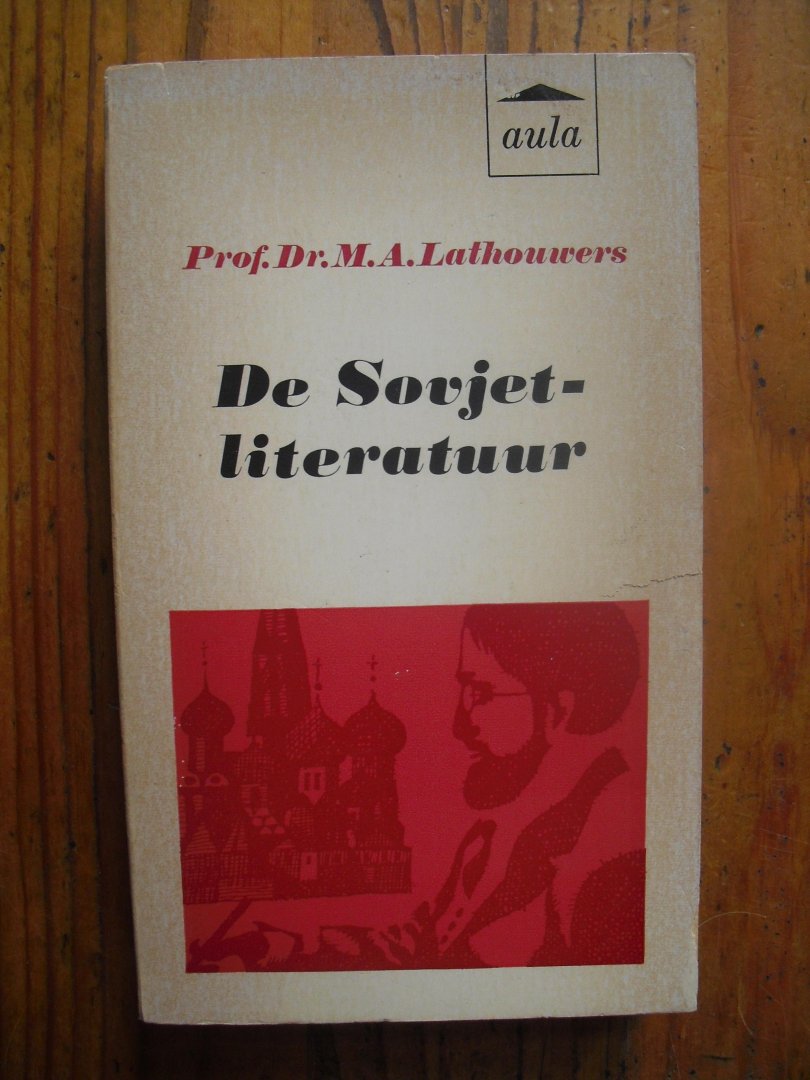 aula
Prof. Dr. M. A. Lathouwers
De Sovjet-
literatuur